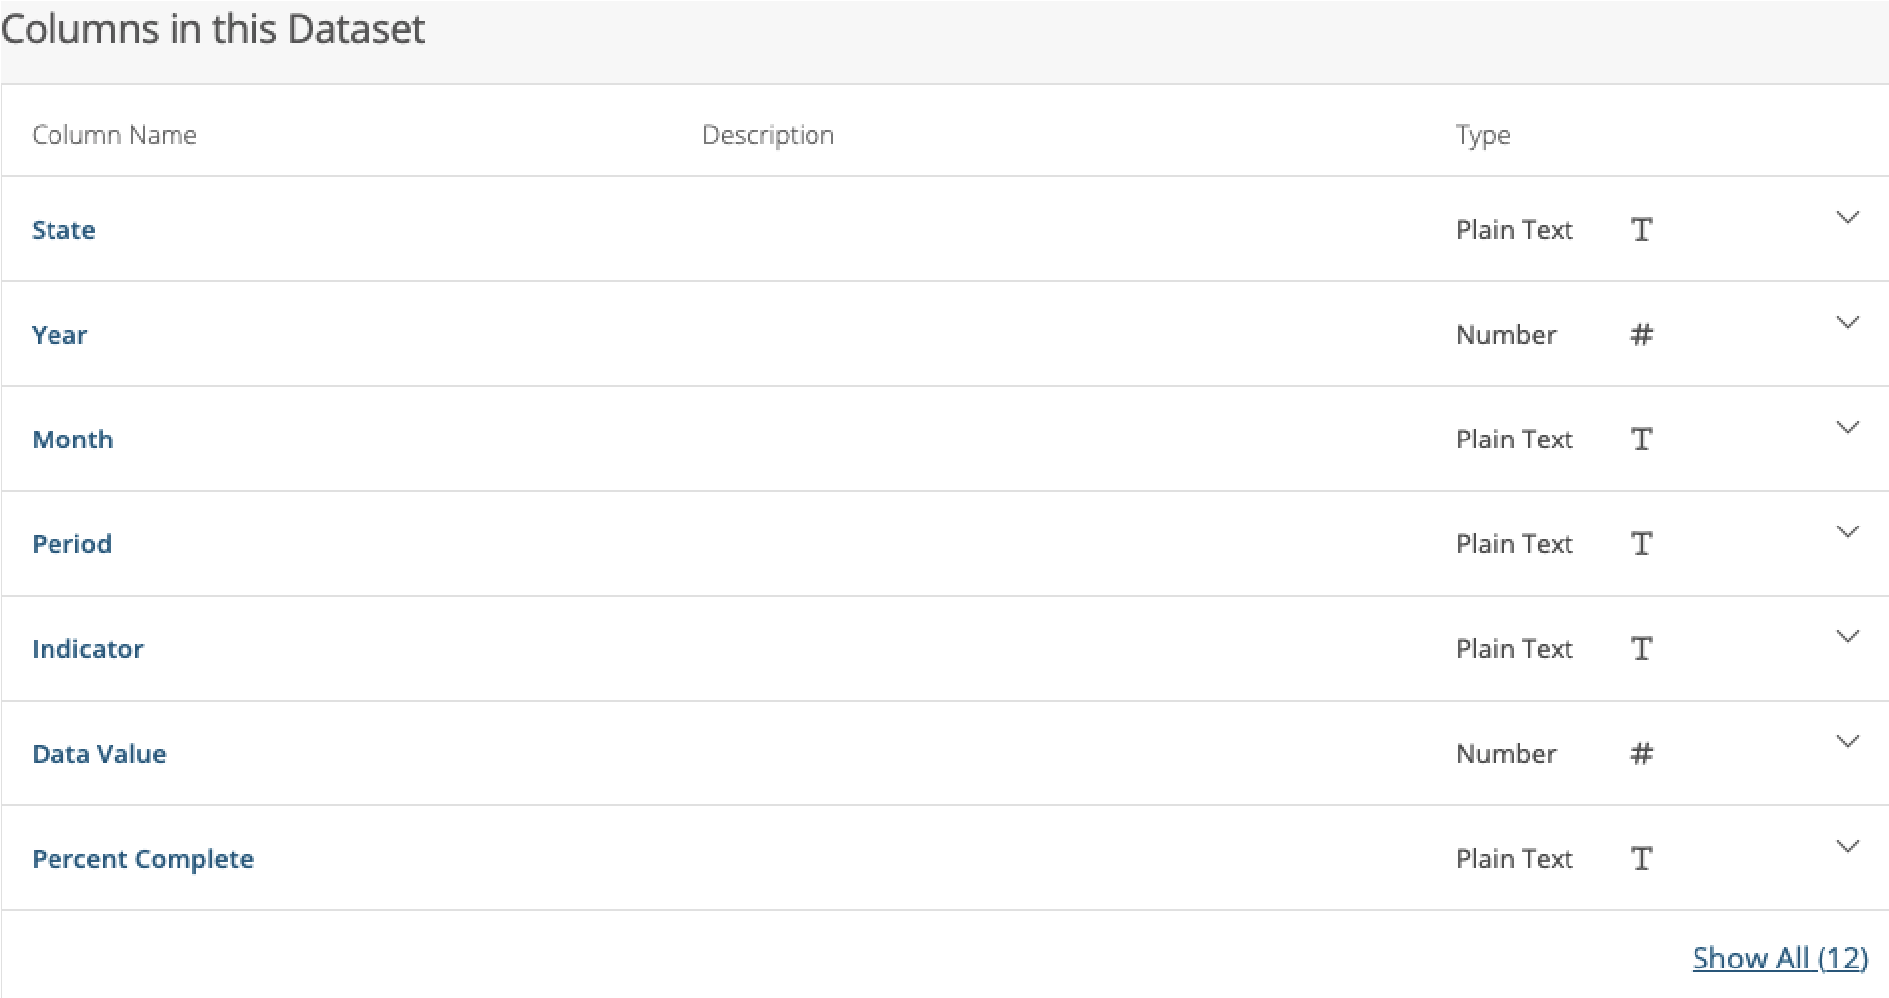 Columns in this Dataset
Column Name Description Type
State Plain Text T
Year Number #
Month Plain Text T
Period Plain Text T
Indicator Plain Text T
Data Value Number #
Percent Complete Plain Text T
Show All (12)